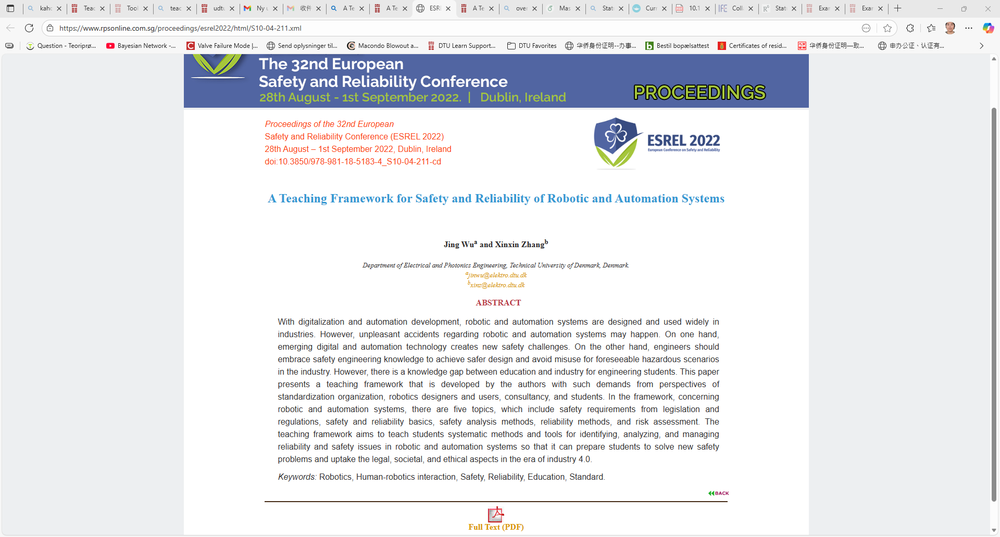 kaho
Teac
Tool
teac
udtu
Ny u
收件
A Te
A Te
ESRE
A Te
over
Mas
Stati
Curr
10.1
Coll
Stat
Exar
Exar
https://www.rpsonline.com.sg/proceedings/esrel2022/html/S10-04-211.xml
Question - Teoriprø...
Bayesian Network -...
Valve Failure Mode |...
Send oplysninger til...
Macondo Blowout a...
DTU Learn Support...
DTU Favorites
华侨身份证明--办事...
Bestil bopælsattest
Certificates of resid...
华侨身份证明—取...
申办公证、认证有...
The 32nd European
Safety and Reliability Conference
28th August - 1st September 2022. | Dublin, Ireland
PROCEEDINGS
Proceedings of the 32nd European
Safety and Reliability Conference (ESREL 2022)
28th August – 1st September 2022, Dublin, Ireland
doi:10.3850/978-981-18-5183-4_S10-04-211-cd
ESREL 2022
European Conference on Safety and Reliability
A Teaching Framework for Safety and Reliability of Robotic and Automation Systems
Jing Wua and Xinxin Zhangb
Department of Electrical and Photonics Engineering, Technical University of Denmark, Denmark.
ajinwu@elektro.dtu.dk
bxinz@elektro.dtu.dk
ABSTRACT
With digitalization and automation development, robotic and automation systems are designed and used widely in
industries. However, unpleasant accidents regarding robotic and automation systems may happen. On one hand,
emerging digital and automation technology creates new safety challenges. On the other hand, engineers should
embrace safety engineering knowledge to achieve safer design and avoid misuse for foreseeable hazardous scenarios
in the industry. However, there is a knowledge gap between education and industry for engineering students. This paper
presents a teaching framework that is developed by the authors with such demands from perspectives of
standardization organization, robotics designers and users, consultancy, and students. In the framework, concerning
robotic and automation systems, there are five topics, which include safety requirements from legislation and
regulations, safety and reliability basics, safety analysis methods, reliability methods, and risk assessment. The
teaching framework aims to teach students systematic methods and tools for identifying, analyzing, and managing
reliability and safety issues in robotic and automation systems so that it can prepare students to solve new safety
problems and uptake the legal, societal, and ethical aspects in the era of industry 4.0.
Keywords: Robotics, Human-robotics interaction, Safety, Reliability, Education, Standard.
BACK
Full Text (PDF)